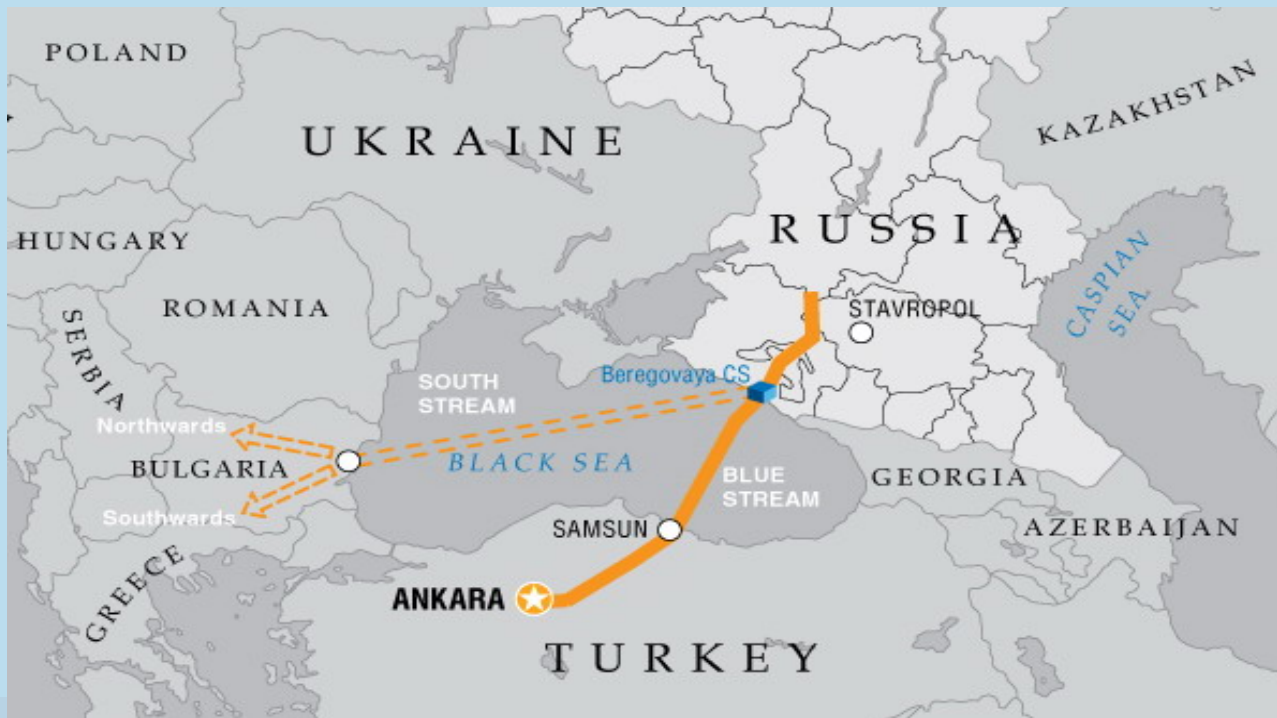 POLAND
UKRAINE
KAZAKHSTAN
HUNGARY
RUSSIA
CASPIAN
SEA
ROMANIA
STAVROPOL
SERBIA
SOUTH
STREAM
Beregovaya CS
Northwards
BULGARIA
BLACK SEA
BLUE
STREAM
GEORGIA
Southwards
SAMSUN
AZERBAIJAN
GREECE
ANKARA
TURKEY